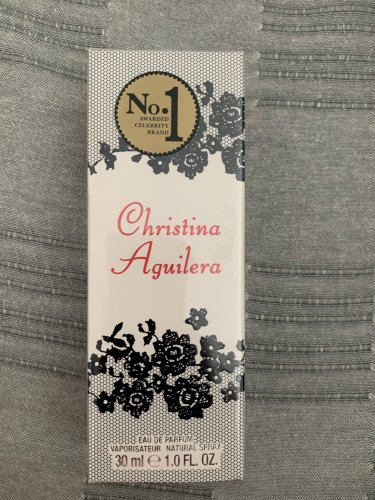 No.1
AWARDED
CELEBRITY
BRAND
Christina
Aguilera
EAU DE PARFUM
VAPORISATEUR NATURAL SPRAY
30 ml ℮ 1.0 FL. OZ.